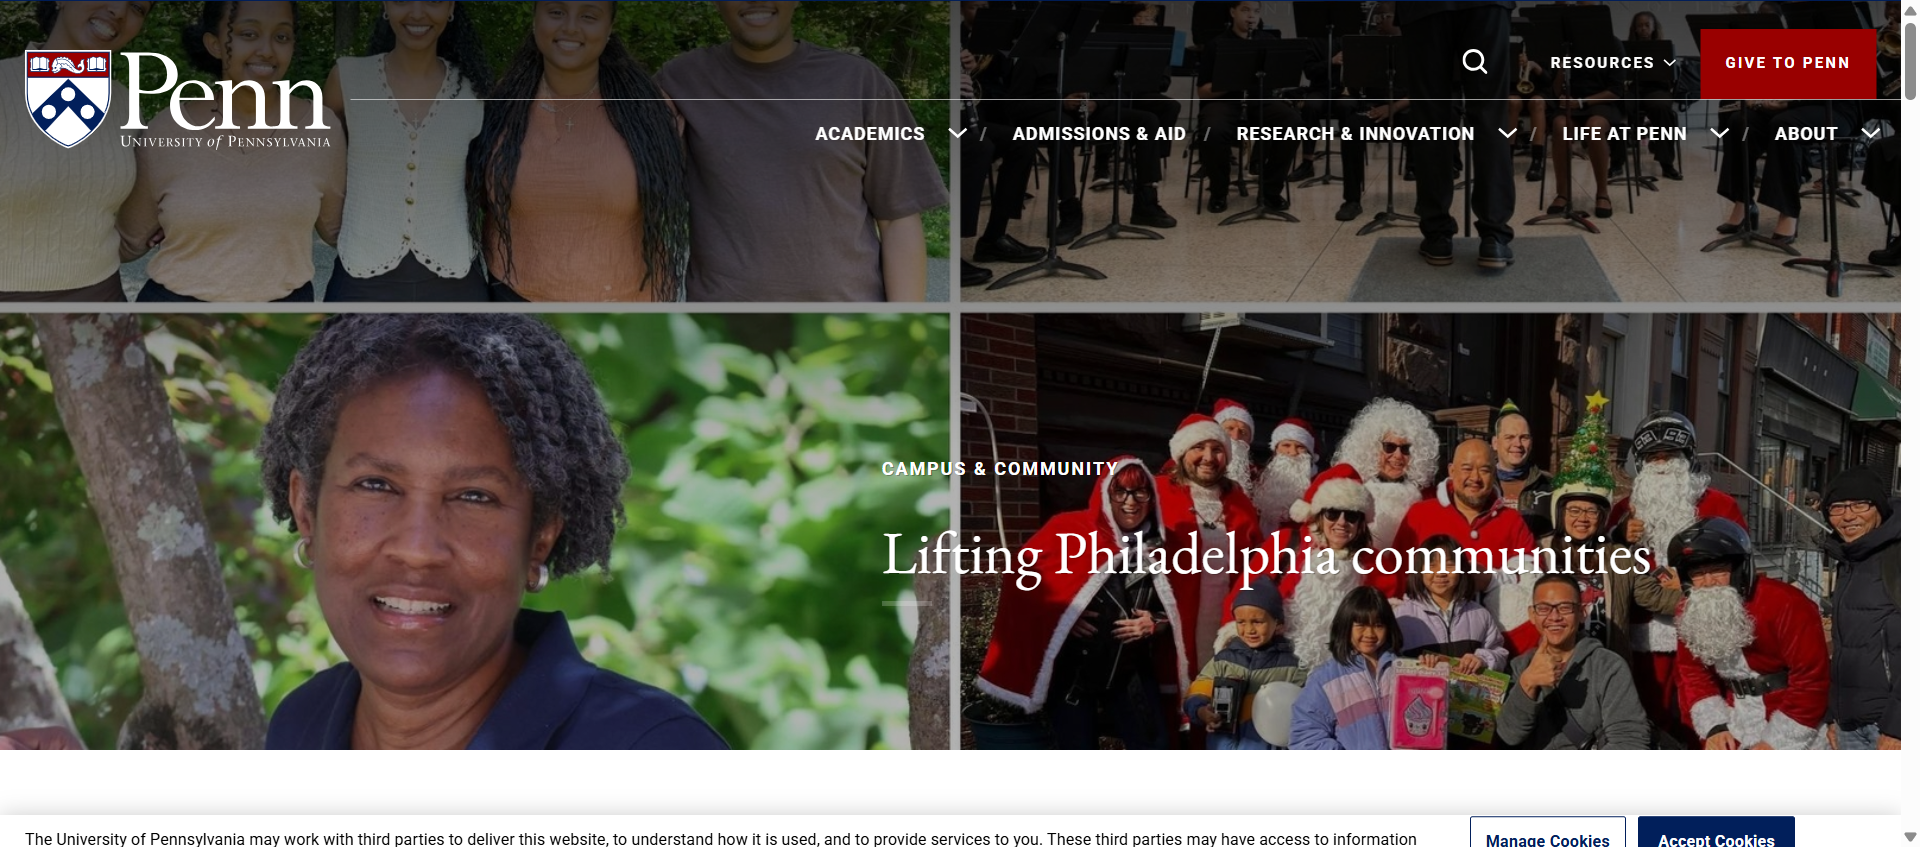 Penn
University of Pennsylvania
RESOURCES
GIVE TO PENN
ACADEMICS / ADMISSIONS & AID / RESEARCH & INNOVATION / LIFE AT PENN / ABOUT
CAMPUS & COMMUNITY
Lifting Philadelphia communities
The University of Pennsylvania may work with third parties to deliver this website, to understand how it is used, and to provide services to you. These third parties may have access to information
Manage Cookies
Accept Cookies